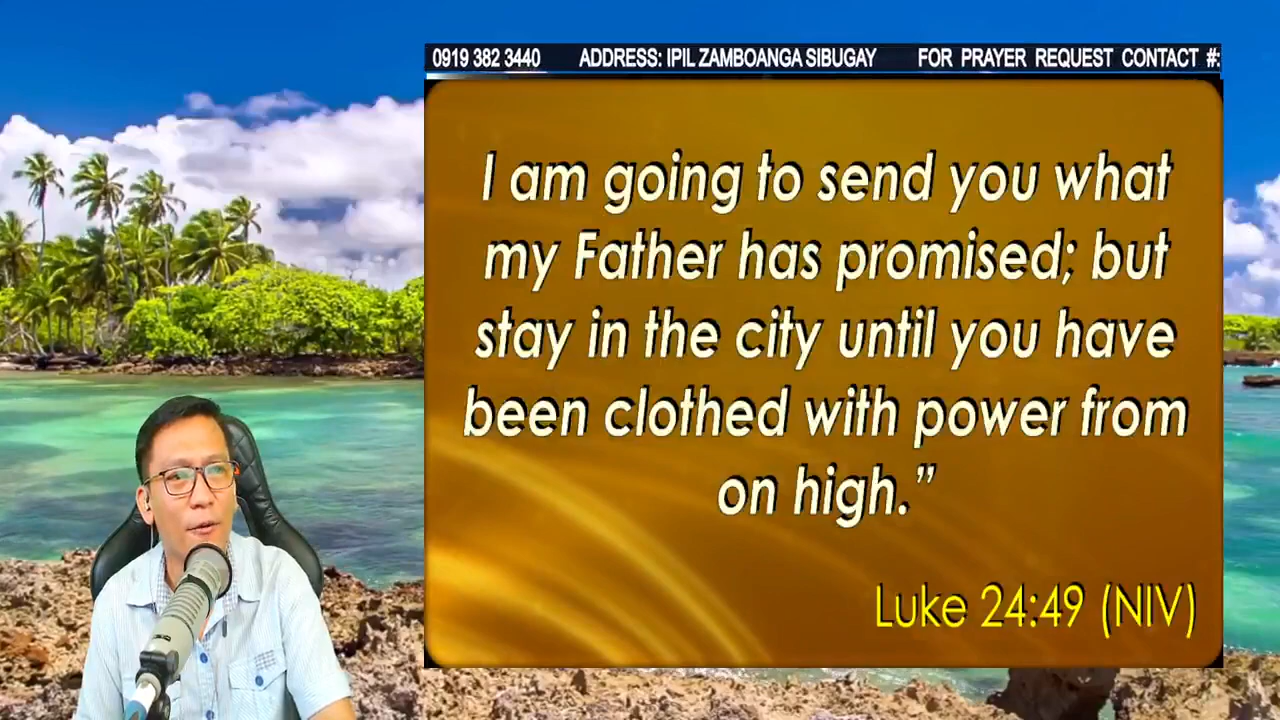 0919 382 3440 ADDRESS: IPIL ZAMBOANGA SIBUGAY FOR PRAYER REQUEST CONTACT #:
I am going to send you what
my Father has promised; but
stay in the city until you have
been clothed with power from
on high.”
Luke 24:49 (NIV)